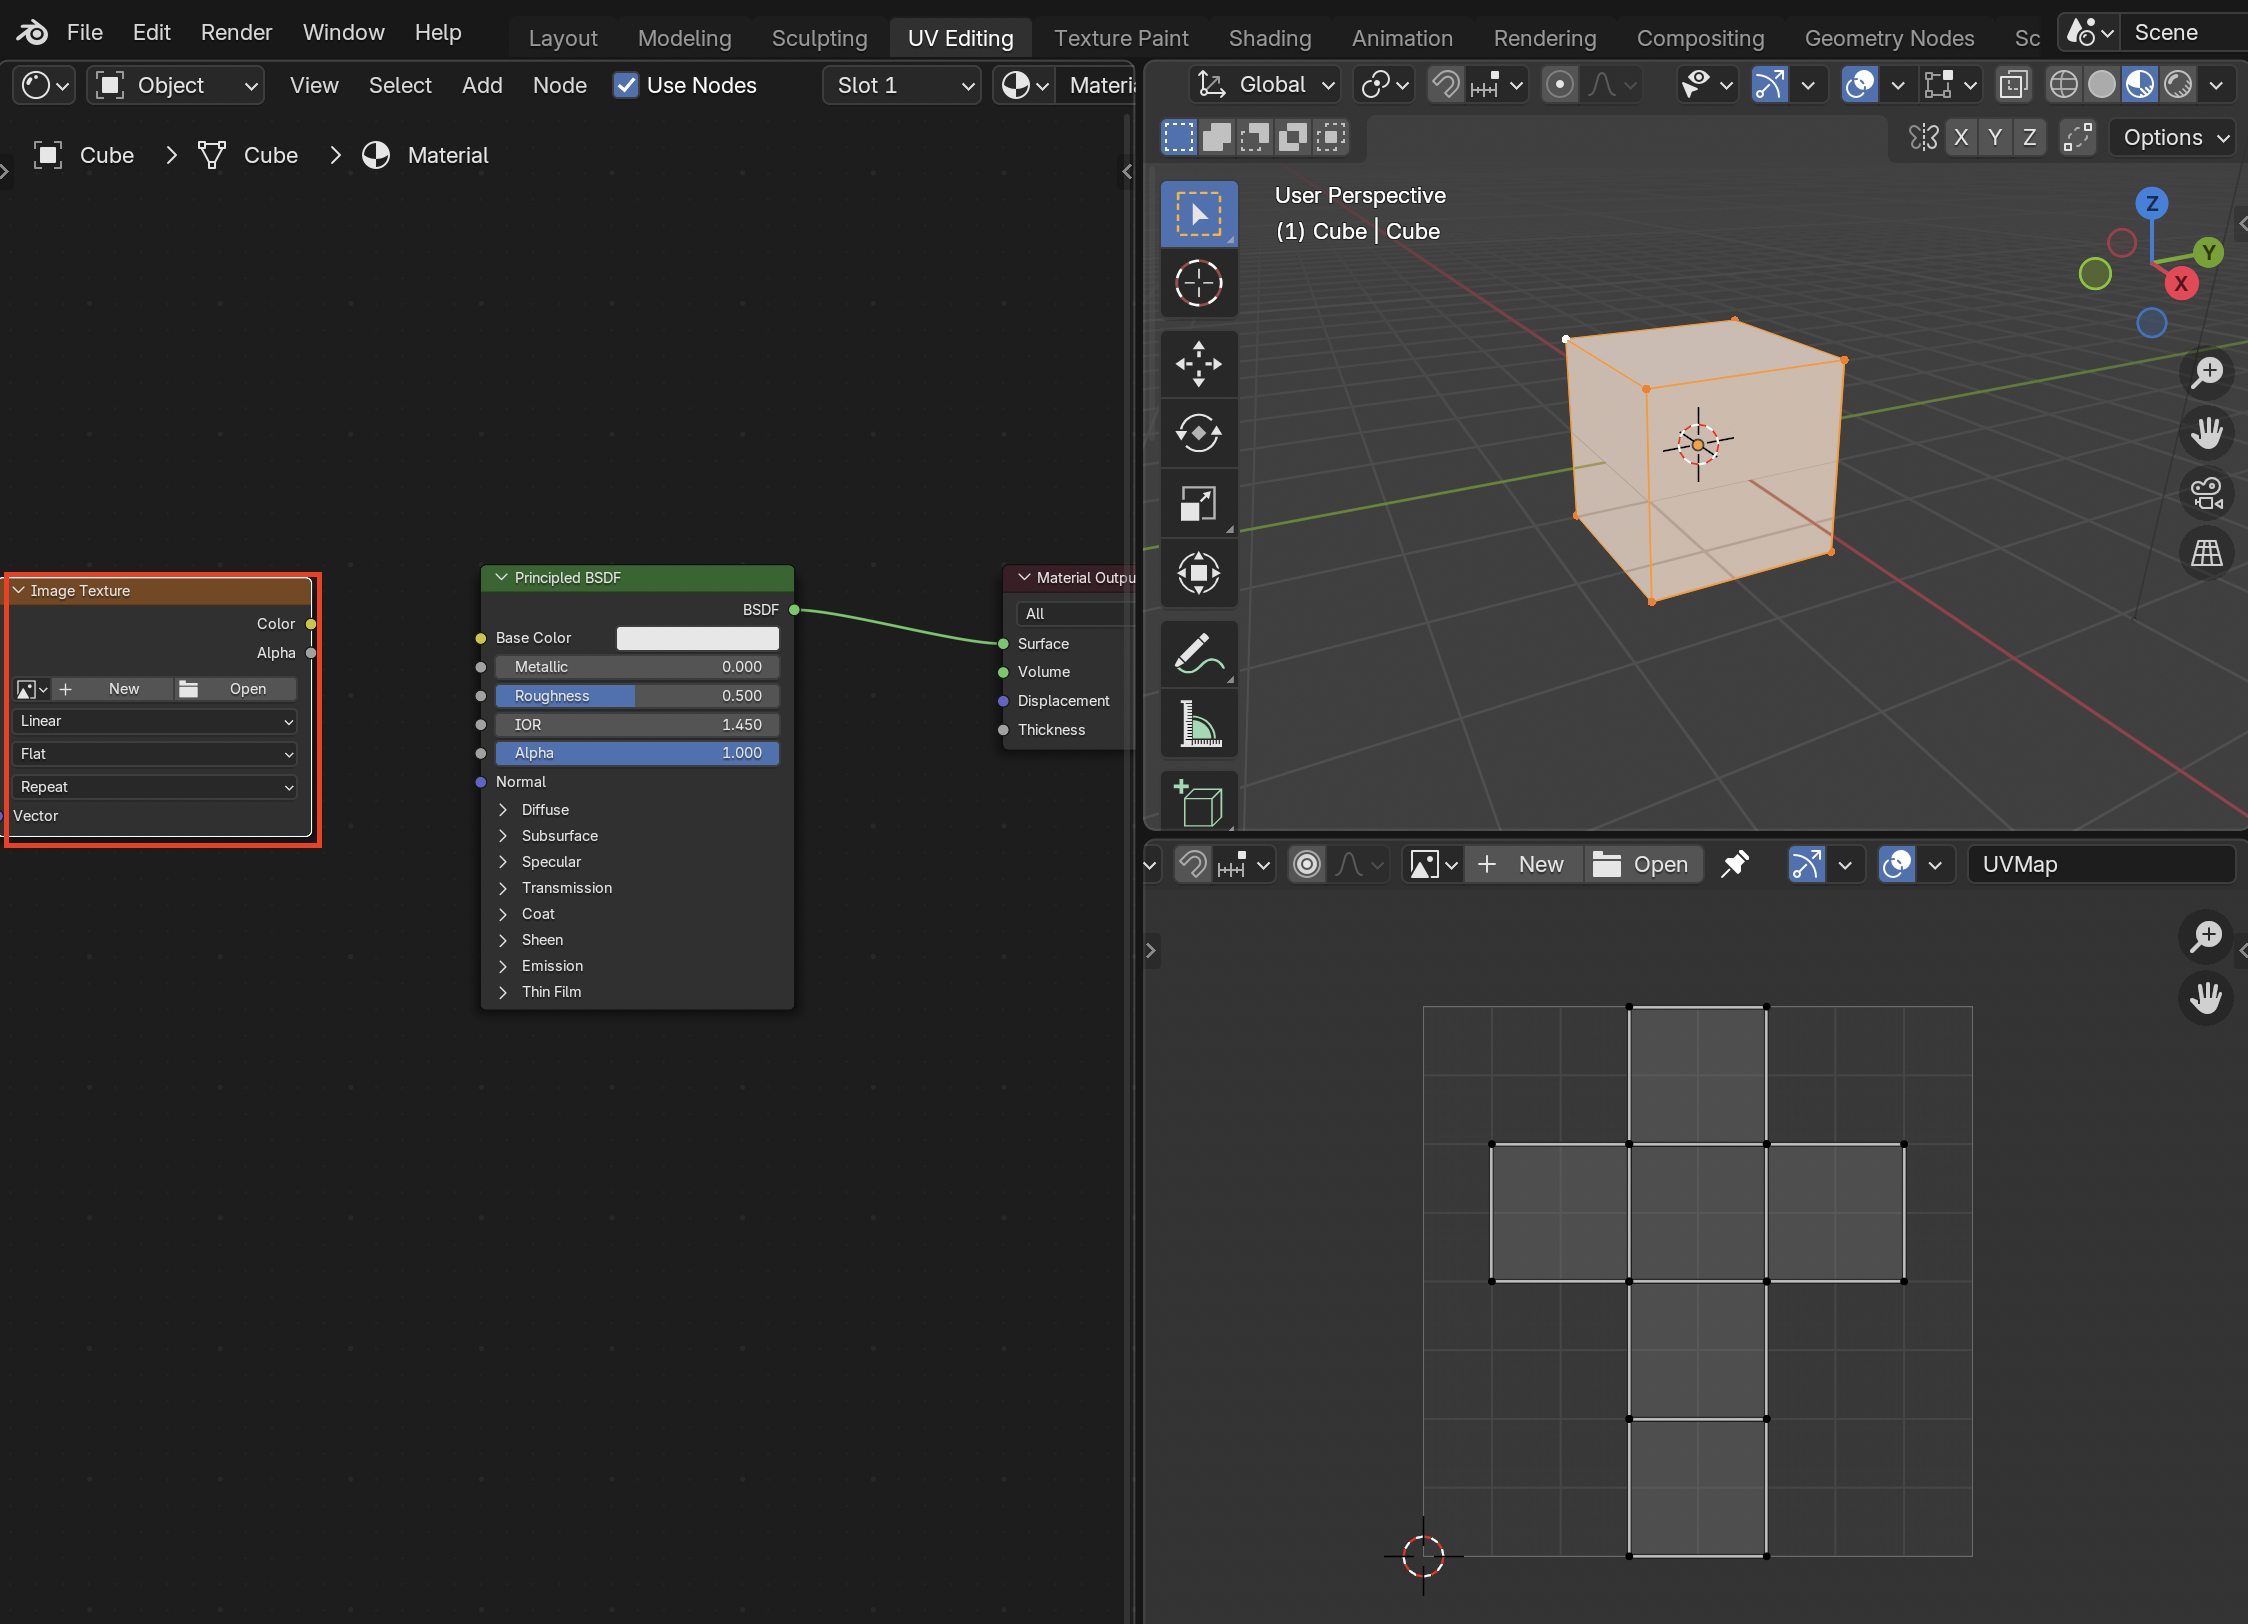 File Edit Render Window Help Layout Modeling Sculpting UV Editing Texture Paint Shading Animation Rendering Compositing Geometry Nodes Sc Scene
Object View Select Add Node Use Nodes Slot 1 Materi
Global
X Y Z Options
Cube Cube Material
User Perspective
(1) Cube | Cube
Z
Y
X
Image Texture
Color
Alpha
New Open
Linear
Flat
Repeat
Vector
Principled BSDF
BSDF
Base Color
Metallic 0.000
Roughness 0.500
IOR 1.450
Alpha 1.000
Normal
Diffuse
Subsurface
Specular
Transmission
Coat
Sheen
Emission
Thin Film
Material Outpu
All
Surface
Volume
Displacement
Thickness
New Open UVMap